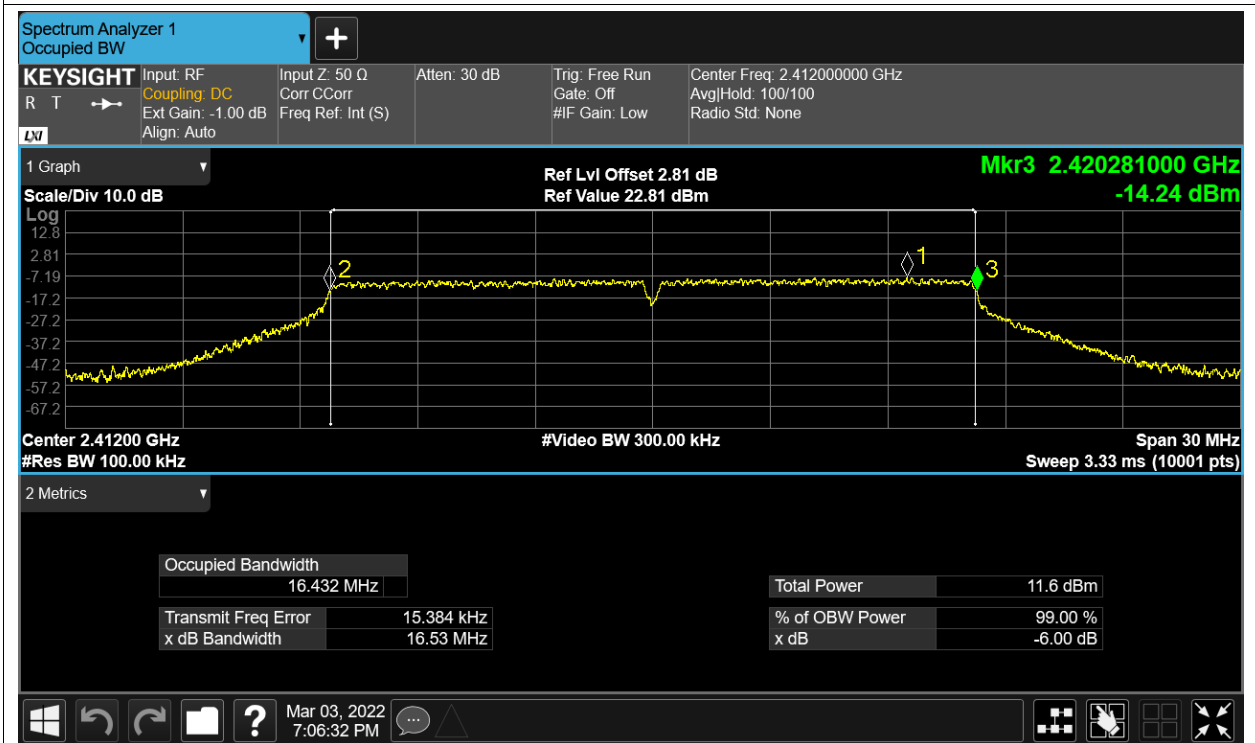 Spectrum Analyzer 1
Occupied BW
KEYSIGHT
R T
LXI
Input: RF
Coupling: DC
Ext Gain: -1.00 dB
Align: Auto
Input Z: 50 Ω
Corr CCorr
Freq Ref: Int (S)
Atten: 30 dB
Trig: Free Run
Gate: Off
#IF Gain: Low
Center Freq: 2.412000000 GHz
Avg|Hold: 100/100
Radio Std: None
1 Graph
Scale/Div 10.0 dB
Ref Lvl Offset 2.81 dB
Ref Value 22.81 dBm
Mkr3 2.420281000 GHz
-14.24 dBm
Log
12.8
2.81
-7.19
-17.2
-27.2
-37.2
-47.2
-57.2
-67.2
2
1
3
Center 2.41200 GHz
#Res BW 100.00 kHz
#Video BW 300.00 kHz
Span 30 MHz
Sweep 3.33 ms (10001 pts)
2 Metrics
Occupied Bandwidth
16.432 MHz
Transmit Freq Error 15.384 kHz
x dB Bandwidth 16.53 MHz
Total Power 11.6 dBm
% of OBW Power 99.00 %
x dB -6.00 dB
?
Mar 03, 2022
7:06:32 PM